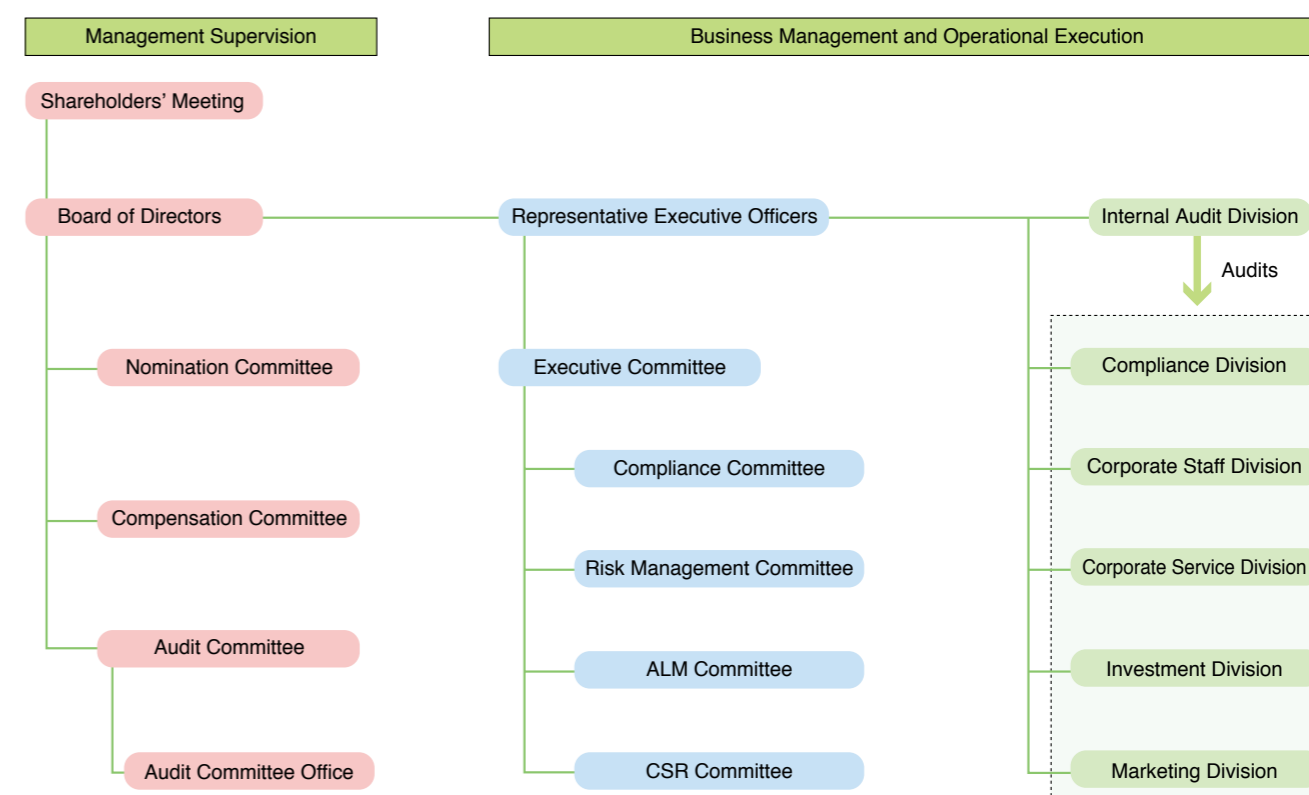 Management Supervision
Business Management and Operational Execution
Shareholders’ Meeting
Board of Directors
Representative Executive Officers
Internal Audit Division
Audits
Nomination Committee
Executive Committee
Compliance Division
Compliance Committee
Corporate Staff Division
Compensation Committee
Risk Management Committee
Corporate Service Division
Audit Committee
ALM Committee
Investment Division
Audit Committee Office
CSR Committee
Marketing Division